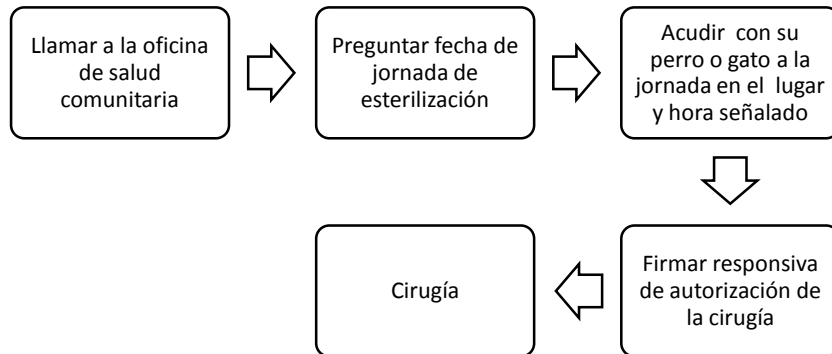 Llamar a la oficina
de salud
comunitaria
Preguntar fecha de
jornada de
esterilización
Acudir con su
perro o gato a la
jornada en el lugar
y hora señalado
Firmar responsiva
de autorización de
la cirugía
Cirugía